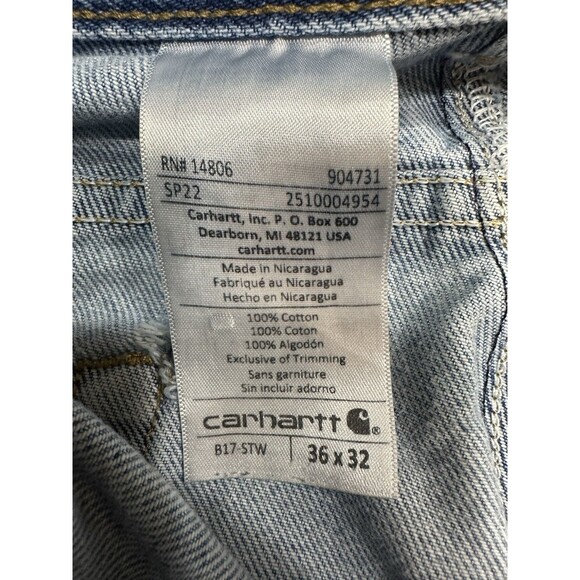 RN# 14806 904731
SP22 2510004954
Carhartt, Inc. P. O. Box 600
Dearborn, MI 48121 USA
carhartt.com
Made in Nicaragua
Fabriqué au Nicaragua
Hecho en Nicaragua
100% Cotton
100% Coton
100% Algodón
Exclusive of Trimming
Sans garniture
Sin incluir adorno
carhartt ®
B17-STW 36 x 32